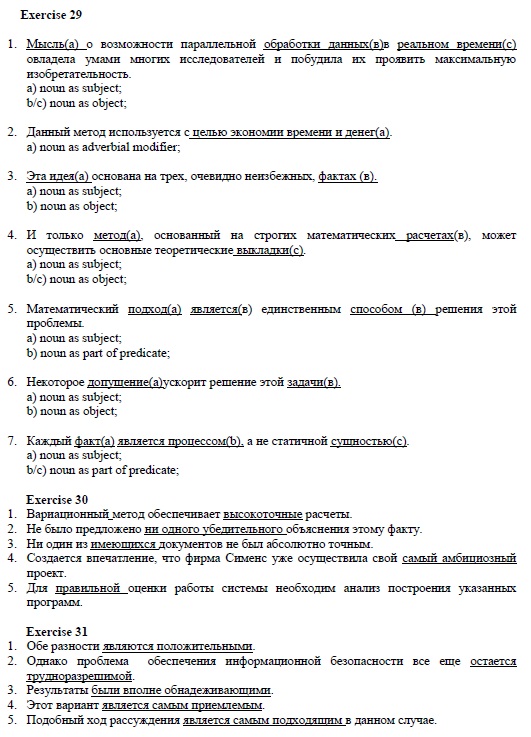 Exercise 29
1. Мысль(а) о возможности параллельной обработки данных(в)в реальном времени(с)
овладела умами многих исследователей и побудила их проявить максимальную
изобретательность.
a) noun as subject;
b/c) noun as object;
2. Данный метод используется с целью экономии времени и денег(а).
a) noun as adverbial modifier;
3. Эта идея(а) основана на трех, очевидно неизбежных, фактах (в).
a) noun as subject;
b) noun as object;
4. И только метод(а), основанный на строгих математических расчетах(в), может
осуществить основные теоретические выкладки(с).
a) noun as subject;
b/c) noun as object;
5. Математический подход(а) является(в) единственным способом (в) решения этой
проблемы.
a) noun as subject;
b) noun as part of predicate;
6. Некоторое допущение(а)ускорит решение этой задачи(в).
a) noun as subject;
b) noun as object;
7. Каждый факт(а) является процессом(b), а не статичной сущностью(с).
a) noun as subject;
b/c) noun as part of predicate;
Exercise 30
1. Вариационный метод обеспечивает высокоточные расчеты.
2. Не было предложено ни одного убедительного объяснения этому факту.
3. Ни один из имеющихся документов не был абсолютно точным.
4. Создается впечатление, что фирма Сименс уже осуществила свой самый амбициозный
проект.
5. Для правильной оценки работы системы необходим анализ построения указанных
программ.
Exercise 31
1. Обе разности являются положительными.
2. Однако проблема обеспечения информационной безопасности все еще остается
трудноразрешимой.
3. Результаты были вполне обнадеживающими.
4. Этот вариант является самым приемлемым.
5. Подобный ход рассуждения является самым подходящим в данном случае.